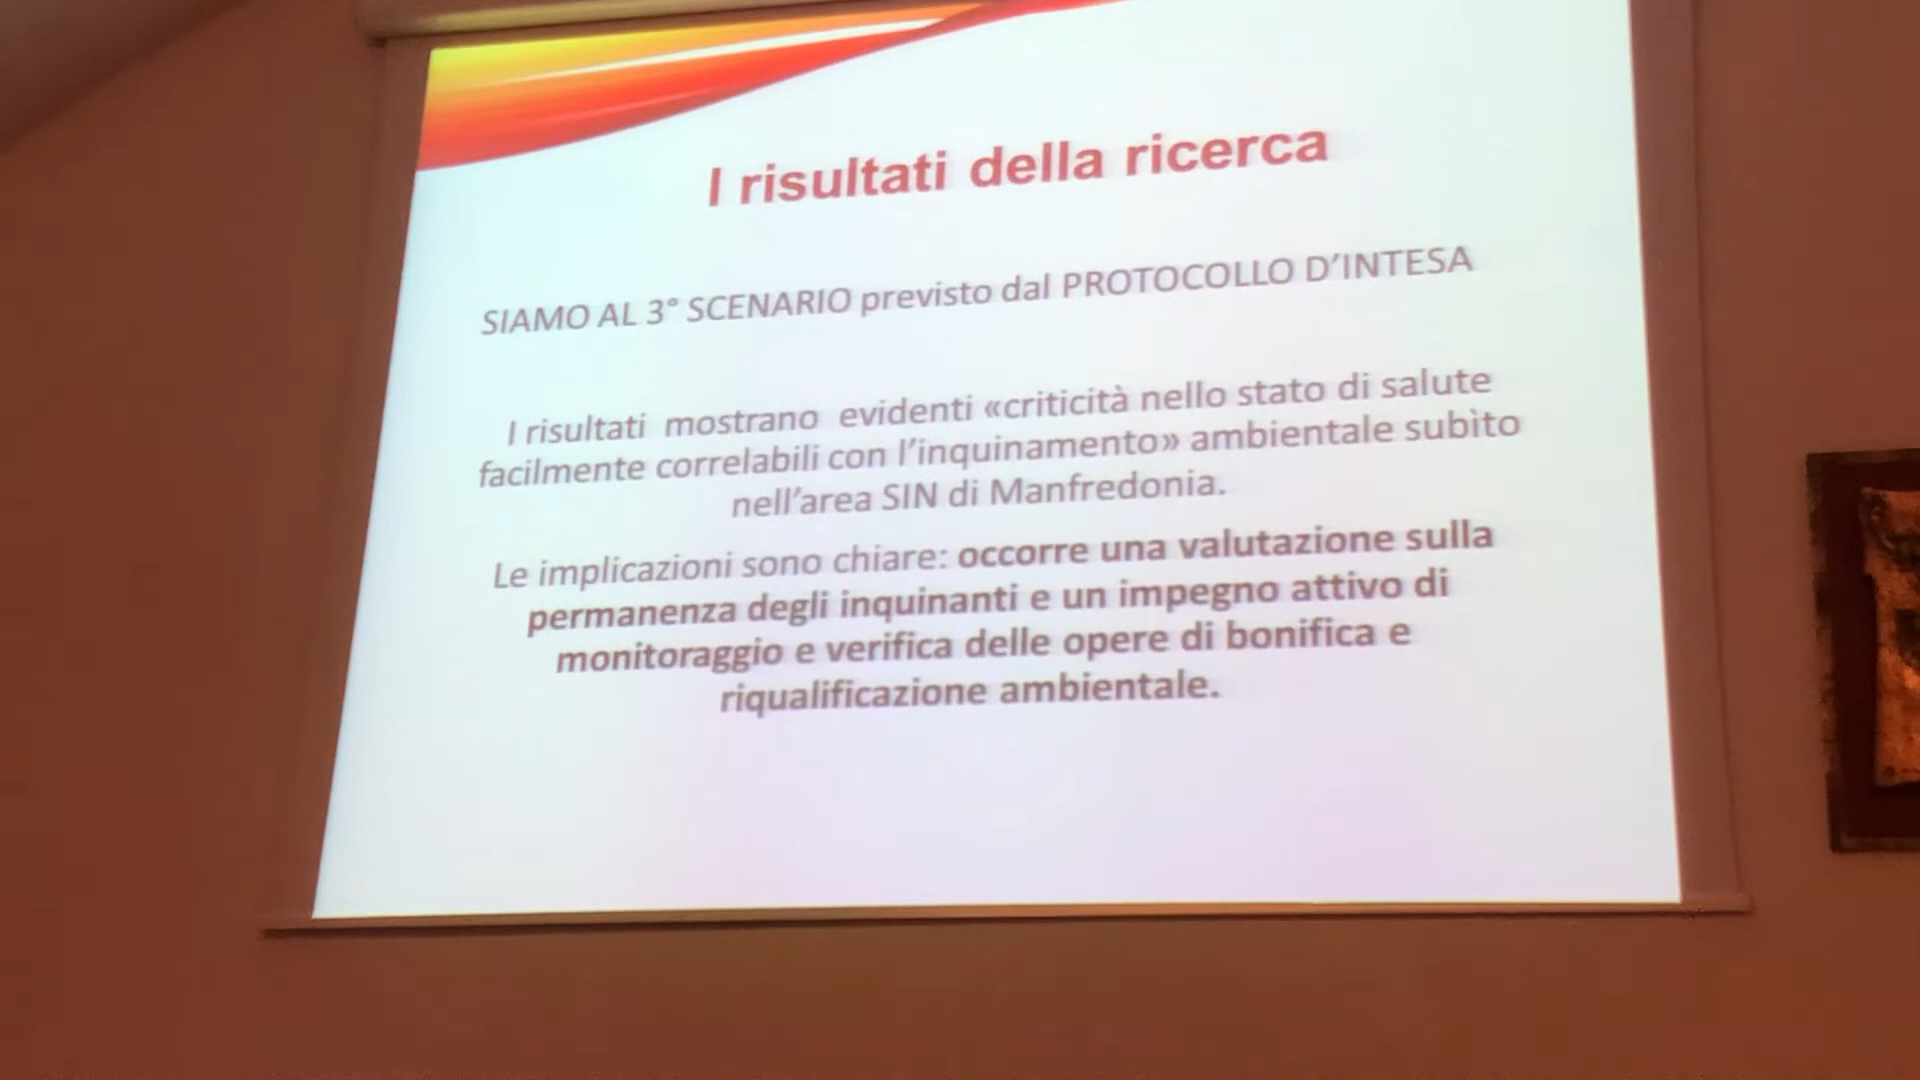 I risultati della ricerca
SIAMO AL 3° SCENARIO previsto dal PROTOCOLLO D'INTESA
I risultati mostrano evidenti «criticità nello stato di salute
facilmente correlabili con l'inquinamento» ambientale subìto
nell'area SIN di Manfredonia.
Le implicazioni sono chiare: occorre una valutazione sulla
permanenza degli inquinanti e un impegno attivo di
monitoraggio e verifica delle opere di bonifica e
riqualificazione ambientale.